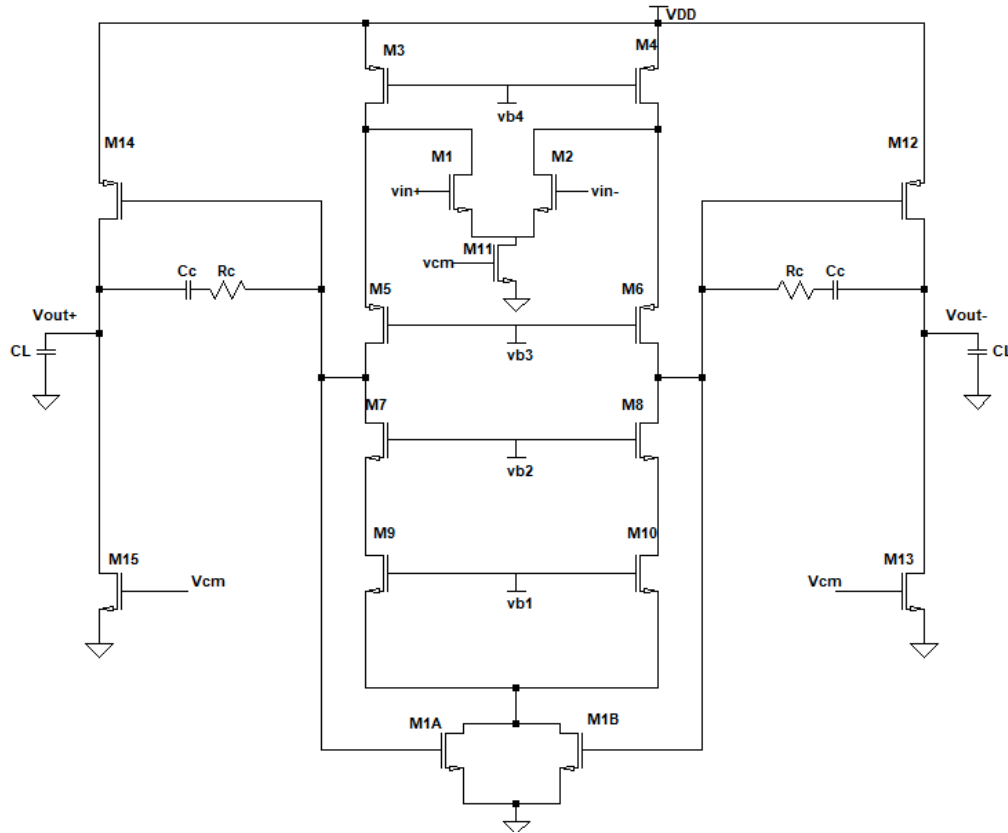 VDD
M3
M4
vb4
M14
M12
M1
M2
vin+
vin-
M11
vcm
Cc
Rc
Rc
Cc
M5
M6
Vout+
Vout-
vb3
CL
CL
M7
M8
vb2
M9
M10
M15
M13
Vcm
Vcm
vb1
M1A
M1B